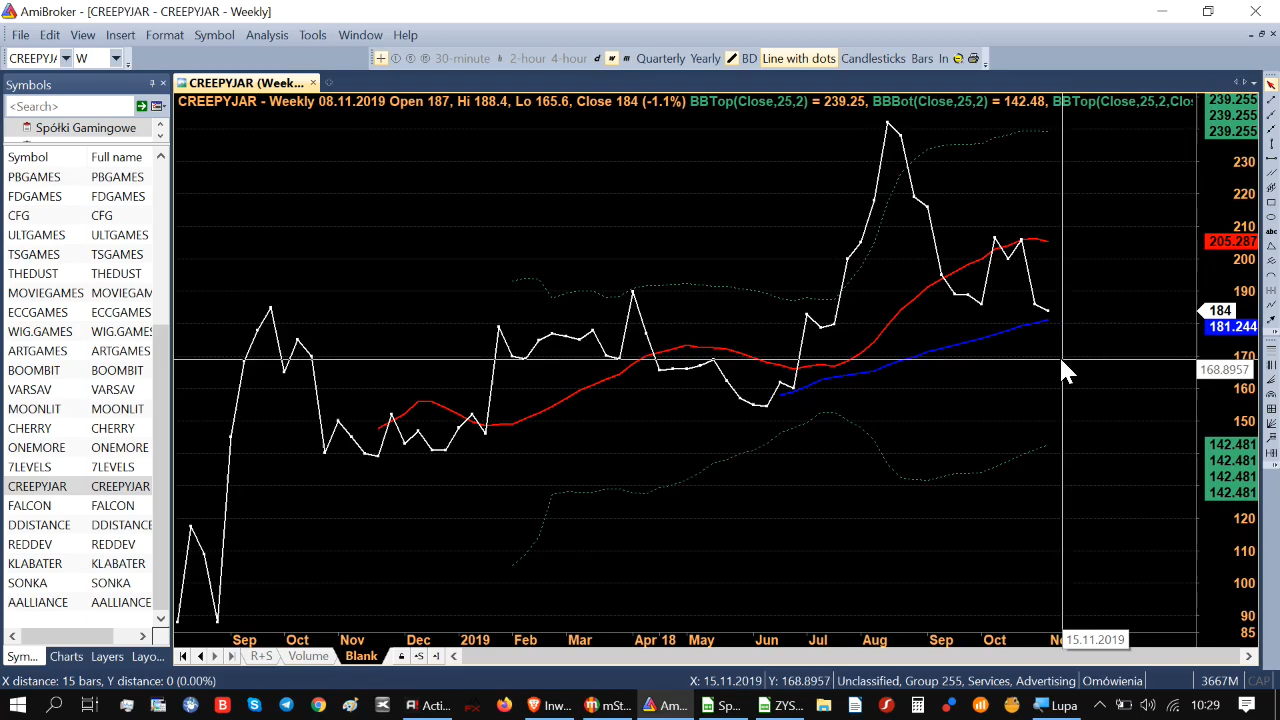 AmiBroker - [CREEPYJAR - CREEPYJAR - Weekly]
File Edit View Insert Format Symbol Analysis Tools Window Help
CREEPYJA W 30-minute h 2-hour 4-hour d w m Quarterly Yearly BD Line with dots Candlesticks Bars In
Symbols
CREEPYJAR (Week...
<Search>
CREEPYJAR - Weekly 08.11.2019 Open 187, Hi 188.4, Lo 165.6, Close 184 (-1.1%) BBTop(Close,25,2) = 239.25, BBBot(Close,25,2) = 142.48, BBTop(Close,25,2,Clos
Spółki Gamingowe
Symbol Full name
PBGAMES PBGAMES
FDGAMES FDGAMES
CFG CFG
ULTGAMES ULTGAMES
TSGAMES TSGAMES
THEDUST THEDUST
MOVIEGAMES MOVIEGAM
ECCGAMES ECCGAMES
WIG.GAMES WIG.GAMES
ARTGAMES ARTGAMES
BOOMBIT BOOMBIT
VARSAV VARSAV
MOONLIT MOONLIT
CHERRY CHERRY
ONEMORE ONEMORE
7LEVELS 7LEVELS
CREEPYJAR CREEPYJAR
FALCON FALCON
DDISTANCE DDISTANC
REDDEV REDDEV
KLABATER KLABATER
SONKA SONKA
AALLIANCE AALLIANCE
239.255
239.255
239.255
230
220
210
205.287
200
190
184
181.244
170
168.8957
160
150
142.481
142.481
142.481
142.481
120
110
100
90
85
Sep Oct Nov Dec 2019 Feb Mar Apr 18 May Jun Jul Aug Sep Oct No
15.11.2019
Sym... Charts Layers Layo...
R+S Volume Blank
X distance: 15 bars, Y distance: 0 (0.00%)
X: 15.11.2019 Y: 168.8957 Unclassified, Group 255, Services, Advertising Omówienia 3667M CAP
Acti... Inw... mSt... Am... Sp... ZYS... Lupa
10:29
abc